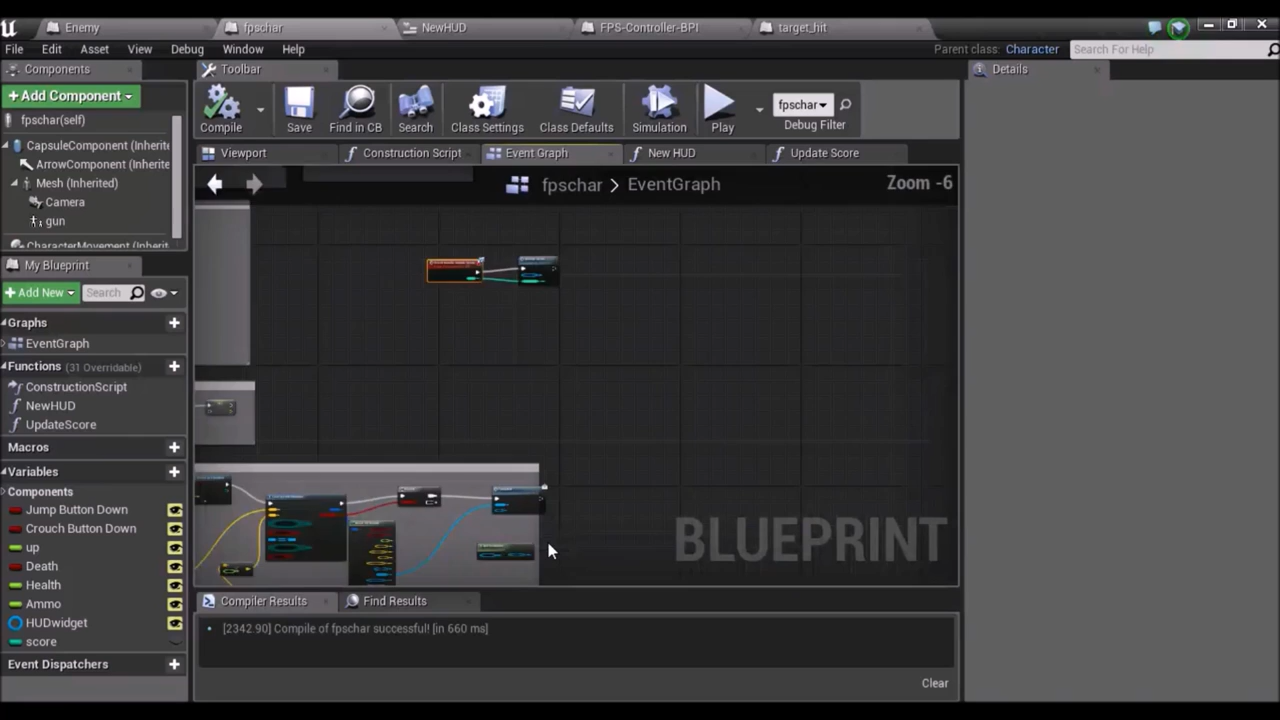 Enemy
fpschar
NewHUD
FPS-Controller-BPI
target_hit
File Edit Asset View Debug Window Help
Parent class: Character
Search For Help
Components
Toolbar
Details
+Add Component
Compile
Save
Find in CB
Search
Class Settings
Class Defaults
Simulation
Play
fpschar
Debug Filter
fpschar(self)
CapsuleComponent (Inherite
ArrowComponent (Inherite
Mesh (Inherited)
Camera
gun
CharacterMovement (Inherit
Viewport
Construction Script
Event Graph
New HUD
Update Score
fpschar > EventGraph
Zoom -6
My Blueprint
+Add New
Search
Graphs
EventGraph
Functions (31 Overridable)
ConstructionScript
NewHUD
UpdateScore
Macros
Variables
Components
Jump Button Down
Crouch Button Down
up
Death
Health
Ammo
HUDwidget
score
Event Dispatchers
BLUEPRINT
Compiler Results
Find Results
[2342.90] Compile of fpschar successful! [in 660 ms]
Clear